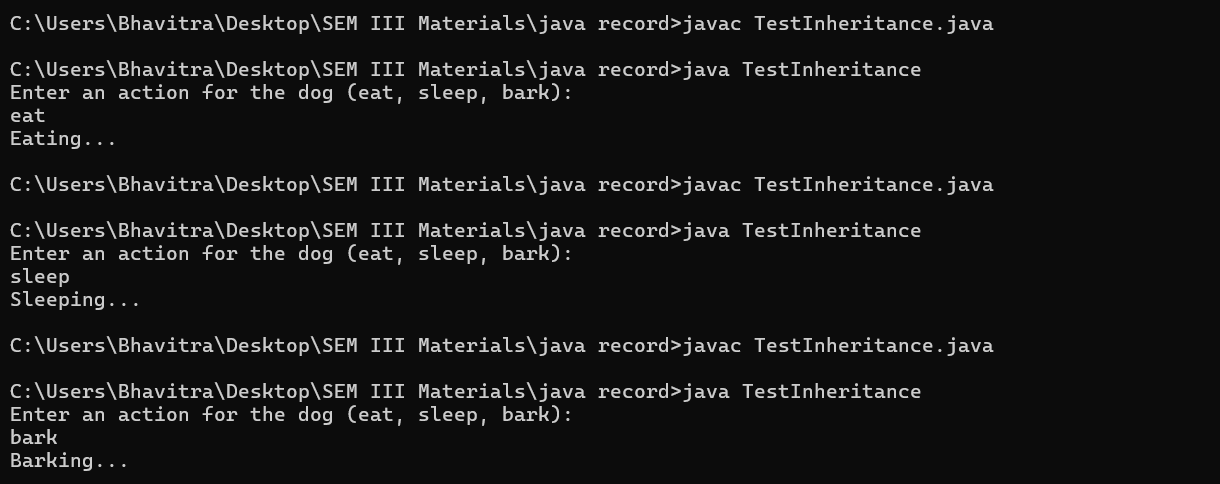 C:\Users\Bhavitra\Desktop\SEM III Materials\java record>javac TestInheritance.java
C:\Users\Bhavitra\Desktop\SEM III Materials\java record>java TestInheritance
Enter an action for the dog (eat, sleep, bark):
eat
Eating...
C:\Users\Bhavitra\Desktop\SEM III Materials\java record>javac TestInheritance.java
C:\Users\Bhavitra\Desktop\SEM III Materials\java record>java TestInheritance
Enter an action for the dog (eat, sleep, bark):
sleep
Sleeping...
C:\Users\Bhavitra\Desktop\SEM III Materials\java record>javac TestInheritance.java
C:\Users\Bhavitra\Desktop\SEM III Materials\java record>java TestInheritance
Enter an action for the dog (eat, sleep, bark):
bark
Barking...